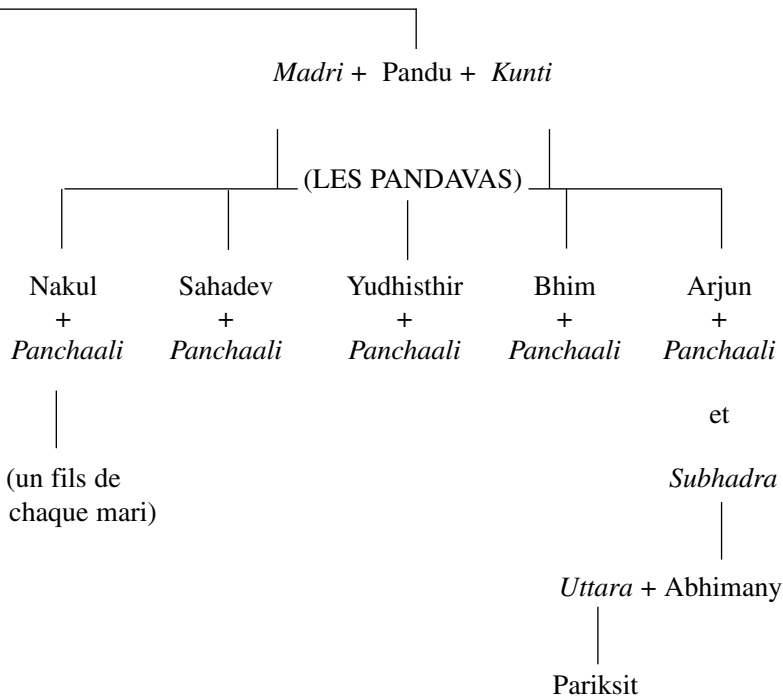 Madri + Pandu + Kunti
(LES PANDAVAS)
Nakul Sahadev Yudhisthir Bhim Arjun
+ + + + +
Panchaali Panchaali Panchaali Panchaali Panchaali
et
(un fils de Subhadra
chaque mari)
Uttara + Abhimany
Pariksit